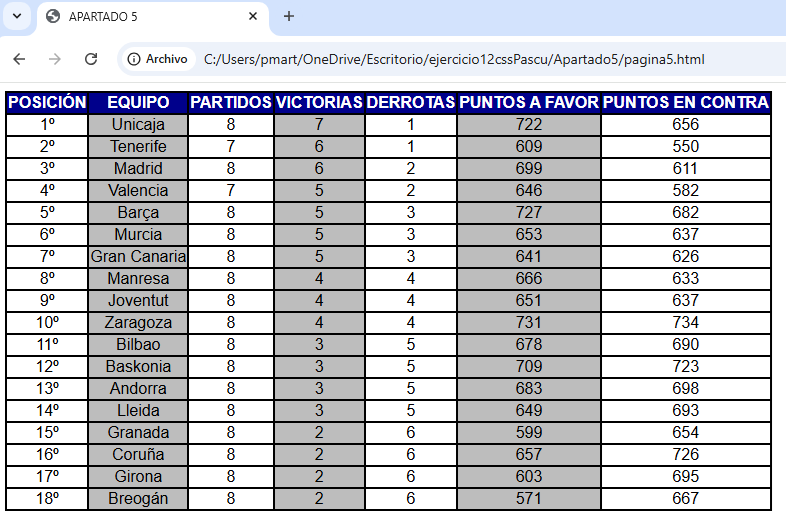 APARTADO 5
Archivo C:/Users/pmart/OneDrive/Escritorio/ejercicio12cssPascu/Apartado5/pagina5.html
POSICIÓN EQUIPO PARTIDOS VICTORIAS DERROTAS PUNTOS A FAVOR PUNTOS EN CONTRA
1º Unicaja 8 7 1 722 656
2º Tenerife 7 6 1 609 550
3º Madrid 8 6 2 699 611
4º Valencia 7 5 2 646 582
5º Barça 8 5 3 727 682
6º Murcia 8 5 3 653 637
7º Gran Canaria 8 5 3 641 626
8º Manresa 8 4 4 666 633
9º Joventut 8 4 4 651 637
10º Zaragoza 8 4 4 731 734
11º Bilbao 8 3 5 678 690
12º Baskonia 8 3 5 709 723
13º Andorra 8 3 5 683 698
14º Lleida 8 3 5 649 693
15º Granada 8 2 6 599 654
16º Coruña 8 2 6 657 726
17º Girona 8 2 6 603 695
18º Breogán 8 2 6 571 667